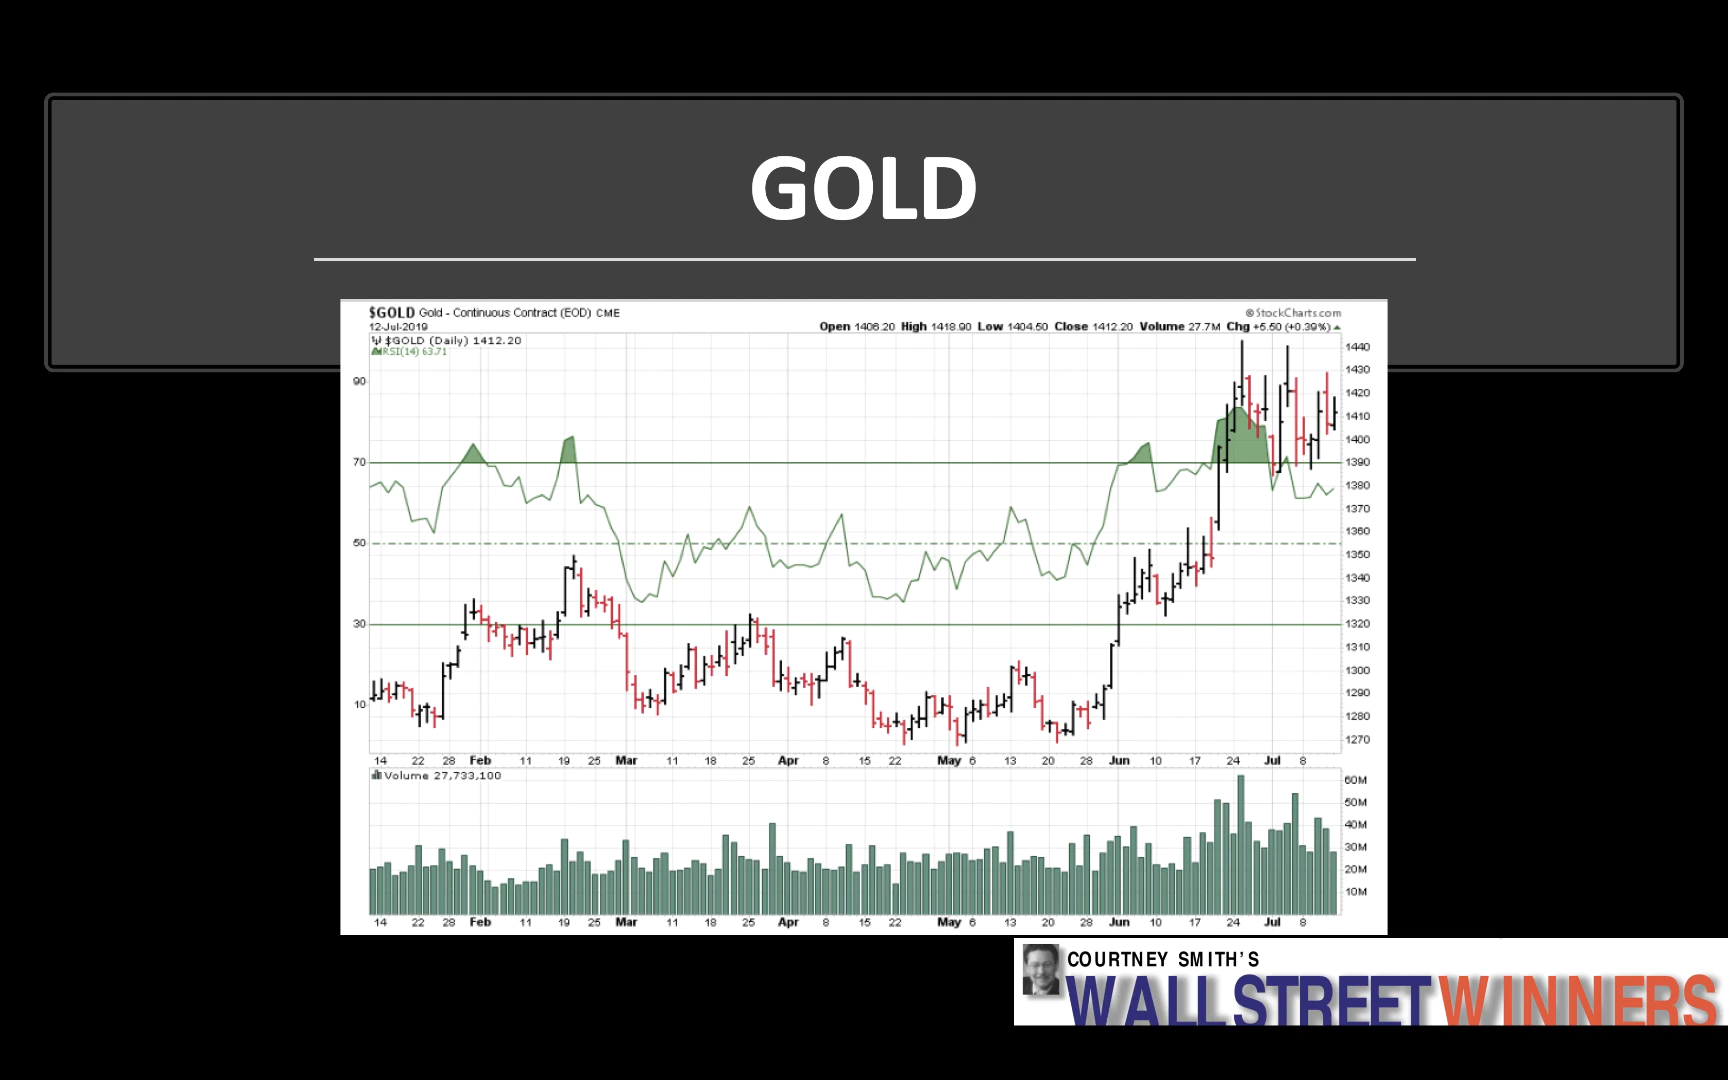 GOLD
$GOLD Gold - Continuous Contract (EOD) CME
© StockCharts.com
12-Jul-2019
Open 1406.20 High 1418.90 Low 1404.50 Close 1412.20 Volume 27.7M Chg +5.50 (+0.39%)
$GOLD (Daily) 1412.20
RSI(14) 63.71
90
70
50
30
10
1440
1430
1420
1410
1400
1390
1380
1370
1360
1350
1340
1330
1320
1310
1300
1290
1280
1270
14 22 28 Feb 11 19 25 Mar 11 18 25 Apr 8 15 22 May 6 13 20 28 Jun 10 17 24 Jul 8
Volume 27,733,100
60M
50M
40M
30M
20M
10M
14 22 28 Feb 11 19 25 Mar 11 18 25 Apr 8 15 22 May 6 13 20 28 Jun 10 17 24 Jul 8
COURTNEY SMITH'S
WALL STREET WINNERS